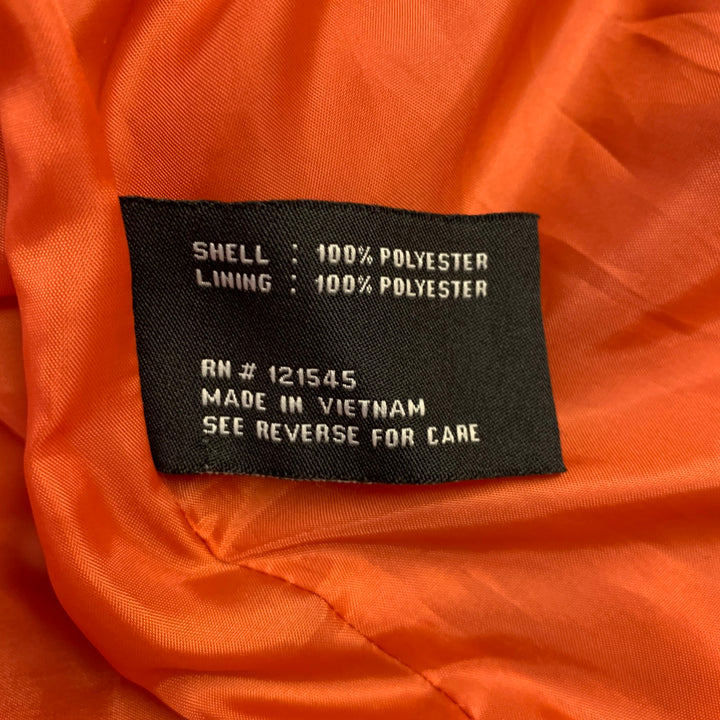 SHELL : 100% POLYESTER
LINING : 100% POLYESTER
RN # 121545
MADE IN VIETNAM
SEE REVERSE FOR CARE